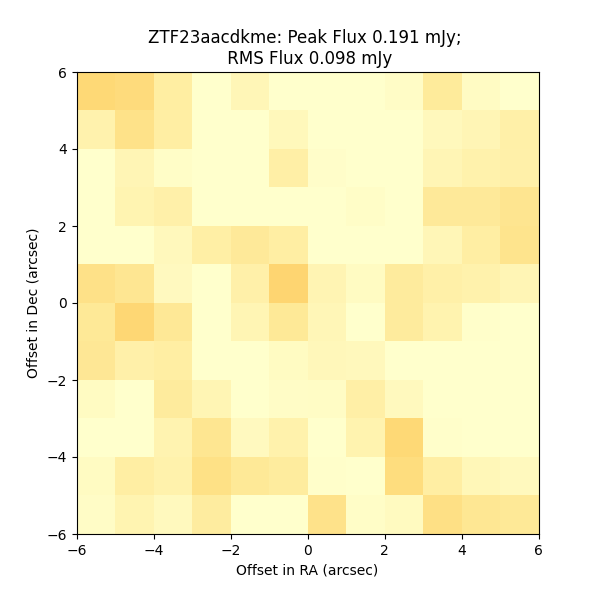 ZTF23aacdkme: Peak Flux 0.191 mJy;
RMS Flux 0.098 mJy
6
4
2
0
−2
−4
−6
Offset in Dec (arcsec)
−6 −4 −2 0 2 4 6
Offset in RA (arcsec)